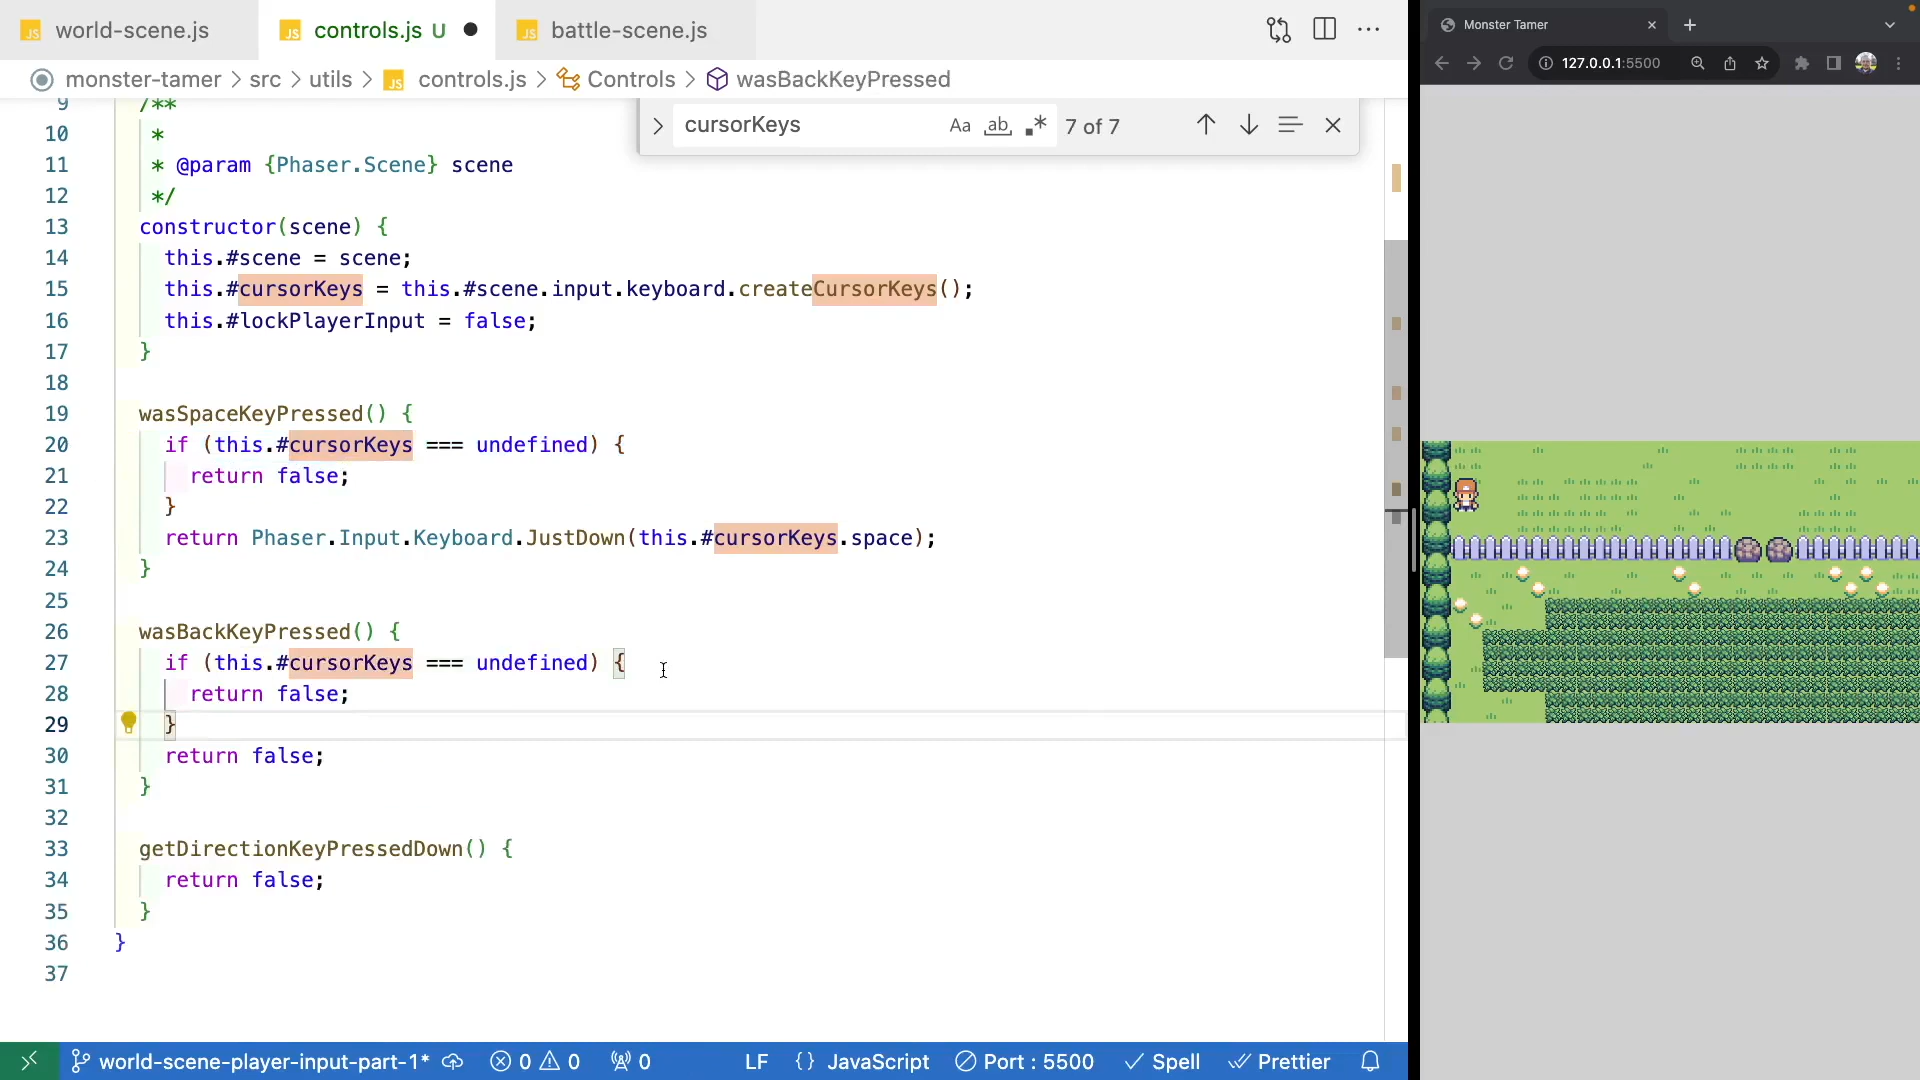 world-scene.js
controls.js U
battle-scene.js
monster-tamer > src > utils > controls.js > Controls > wasBackKeyPressed
cursorKeys
Aa ab .* 7 of 7
9 /**
10 *
11 * @param {Phaser.Scene} scene
12 */
13 constructor(scene) {
14 this.#scene = scene;
15 this.#cursorKeys = this.#scene.input.keyboard.createCursorKeys();
16 this.#lockPlayerInput = false;
17 }
18
19 wasSpaceKeyPressed() {
20 if (this.#cursorKeys === undefined) {
21 return false;
22 }
23 return Phaser.Input.Keyboard.JustDown(this.#cursorKeys.space);
24 }
25
26 wasBackKeyPressed() {
27 if (this.#cursorKeys === undefined) {
28 return false;
29 }
30 return false;
31 }
32
33 getDirectionKeyPressedDown() {
34 return false;
35 }
36 }
37
world-scene-player-input-part-1* 0 0 0 LF {} JavaScript Port : 5500 Spell Prettier
Monster Tamer
127.0.0.1:5500